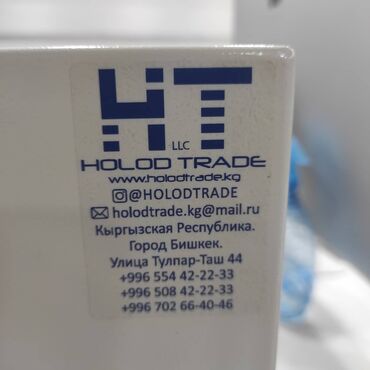 HT
LLC
HOLOD TRADE
www.holodtrade.kg
@HOLODTRADE
holodtrade.kg@mail.ru
Кыргызская Республика.
Город Бишкек.
Улица Тулпар-Таш 44
+996 554 42-22-33
+996 508 42-22-33
+996 702 66-40-46